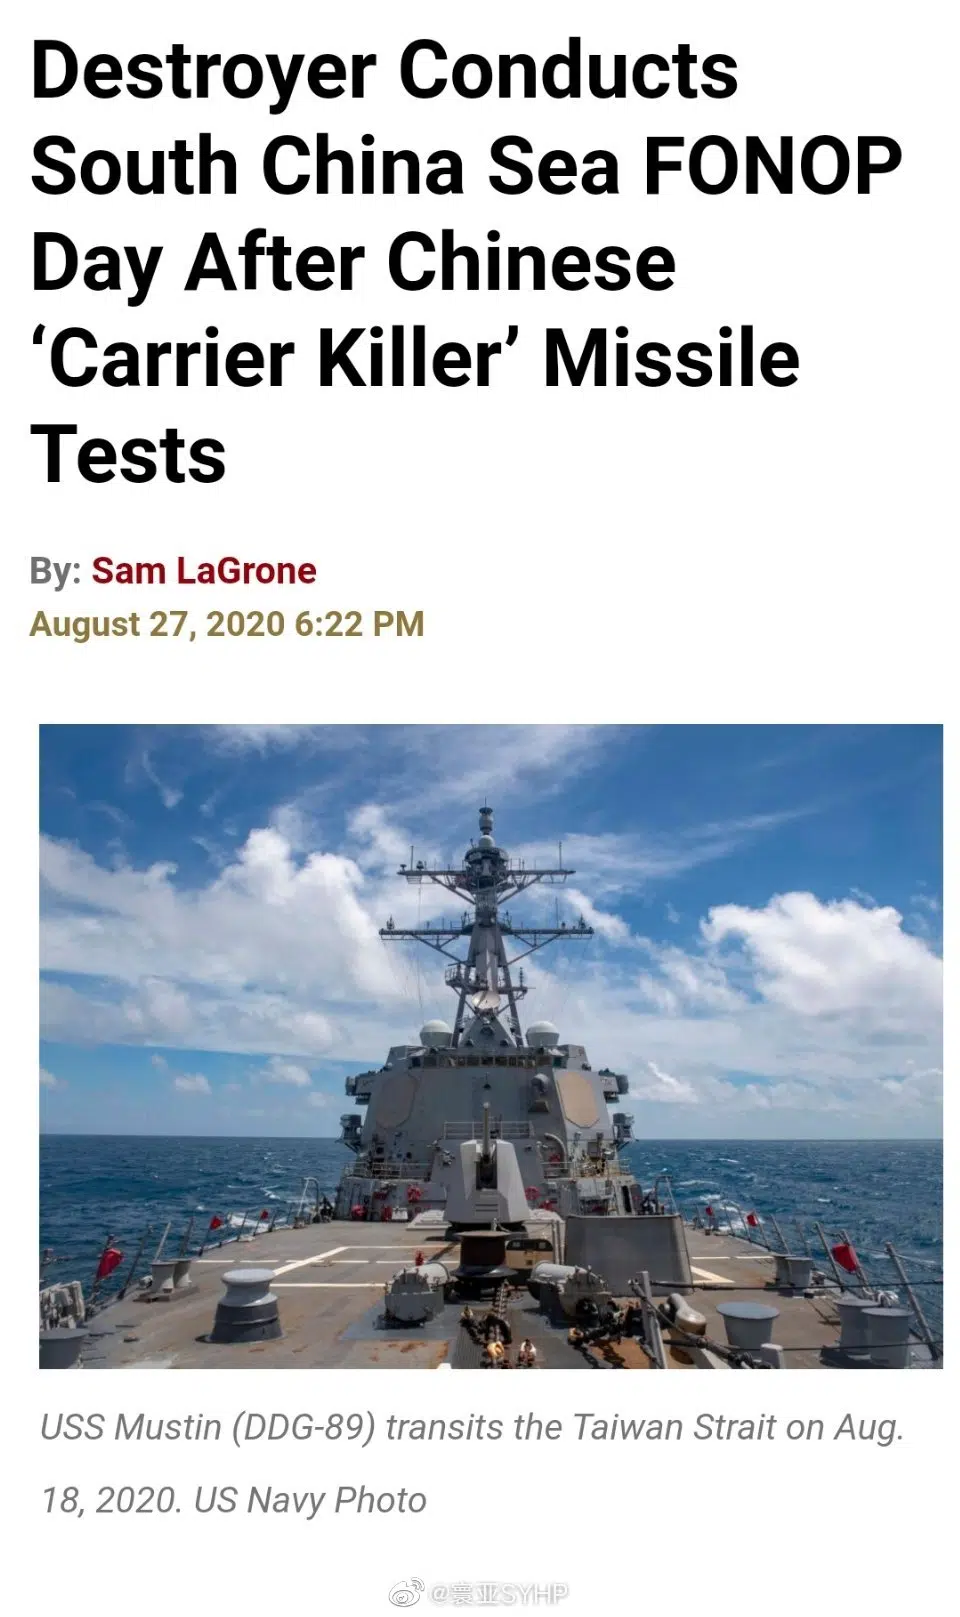 Destroyer Conducts
South China Sea FONOP
Day After Chinese
‘Carrier Killer’ Missile
Tests
By: Sam LaGrone
August 27, 2020 6:22 PM
USS Mustin (DDG-89) transits the Taiwan Strait on Aug.
18, 2020. US Navy Photo
@寰亚SYHP